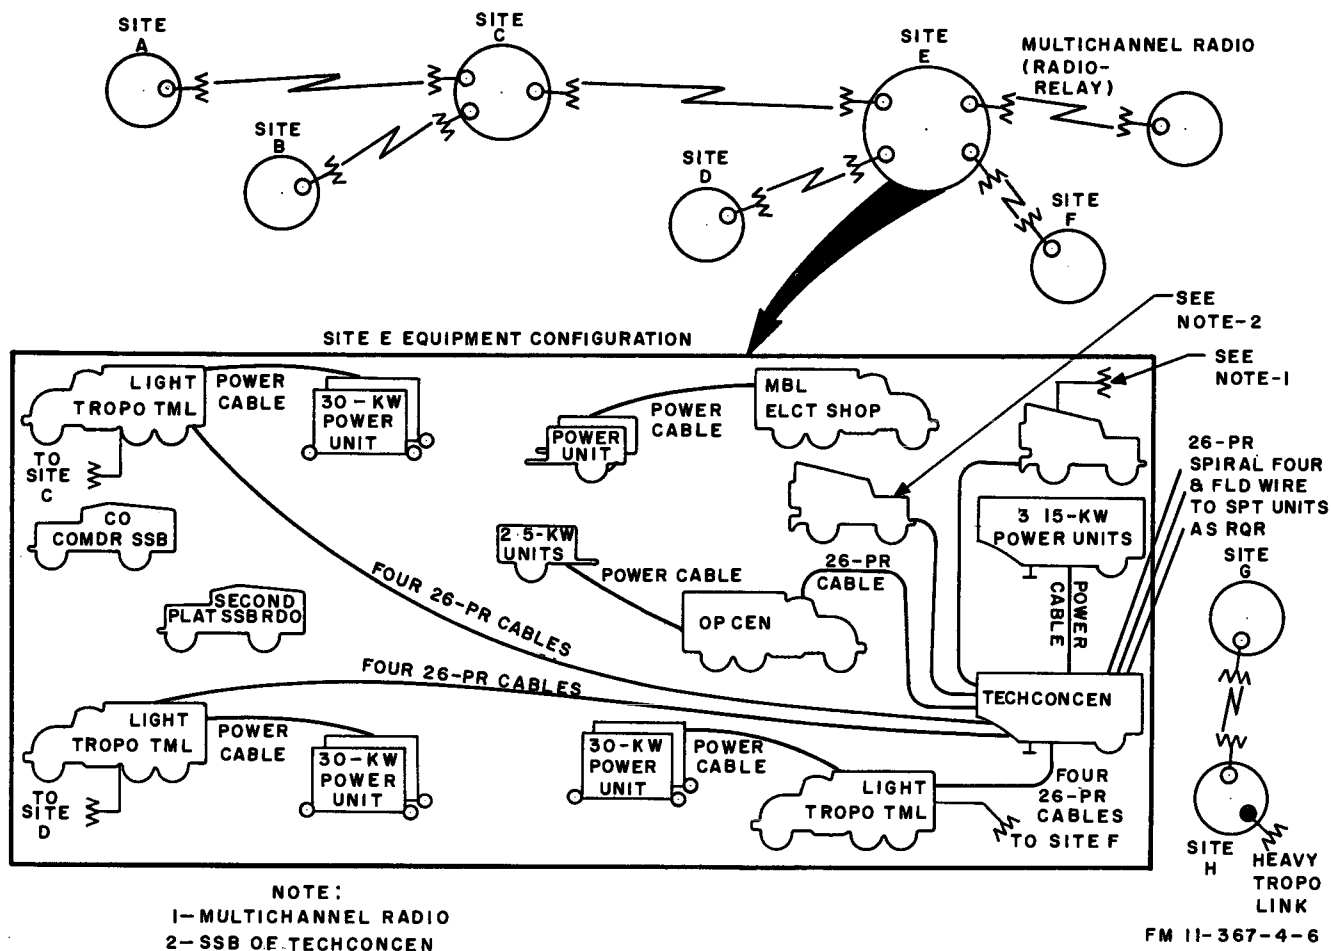 SITE
A
SITE
C
SITE
E
MULTICHANNEL RADIO
(RADIO-
RELAY)
SITE
B
SITE
D
SITE
F
SEE
NOTE-2
SEE
NOTE-1
SITE E EQUIPMENT CONFIGURATION
LIGHT
TROPO TML
POWER
CABLE
30-KW
POWER
UNIT
TO
SITE
C
POWER
UNIT
POWER
CABLE
MBL
ELCT SHOP
26-PR
SPIRAL FOUR
& FLD WIRE
TO SPT UNITS
AS RQR
CO
COMDR SSB
2.5-KW
UNITS
POWER CABLE
26-PR
CABLE
3 15-KW
POWER UNITS
POWER
CABLE
SECOND
PLAT SSB RDO
OP CEN
FOUR 26-PR CABLES
FOUR 26-PR CABLES
TECHCONCEN
LIGHT
TROPO TML
POWER
CABLE
30-KW
POWER
UNIT
TO
SITE
D
30-KW
POWER
UNIT
POWER
CABLE
LIGHT
TROPO TML
FOUR
26-PR
CABLES
TO SITE F
SITE
G
SITE
H
HEAVY
TROPO
LINK
NOTE:
1-MULTICHANNEL RADIO
2-SSB OF TECHCONCEN
FM 11-367-4-6